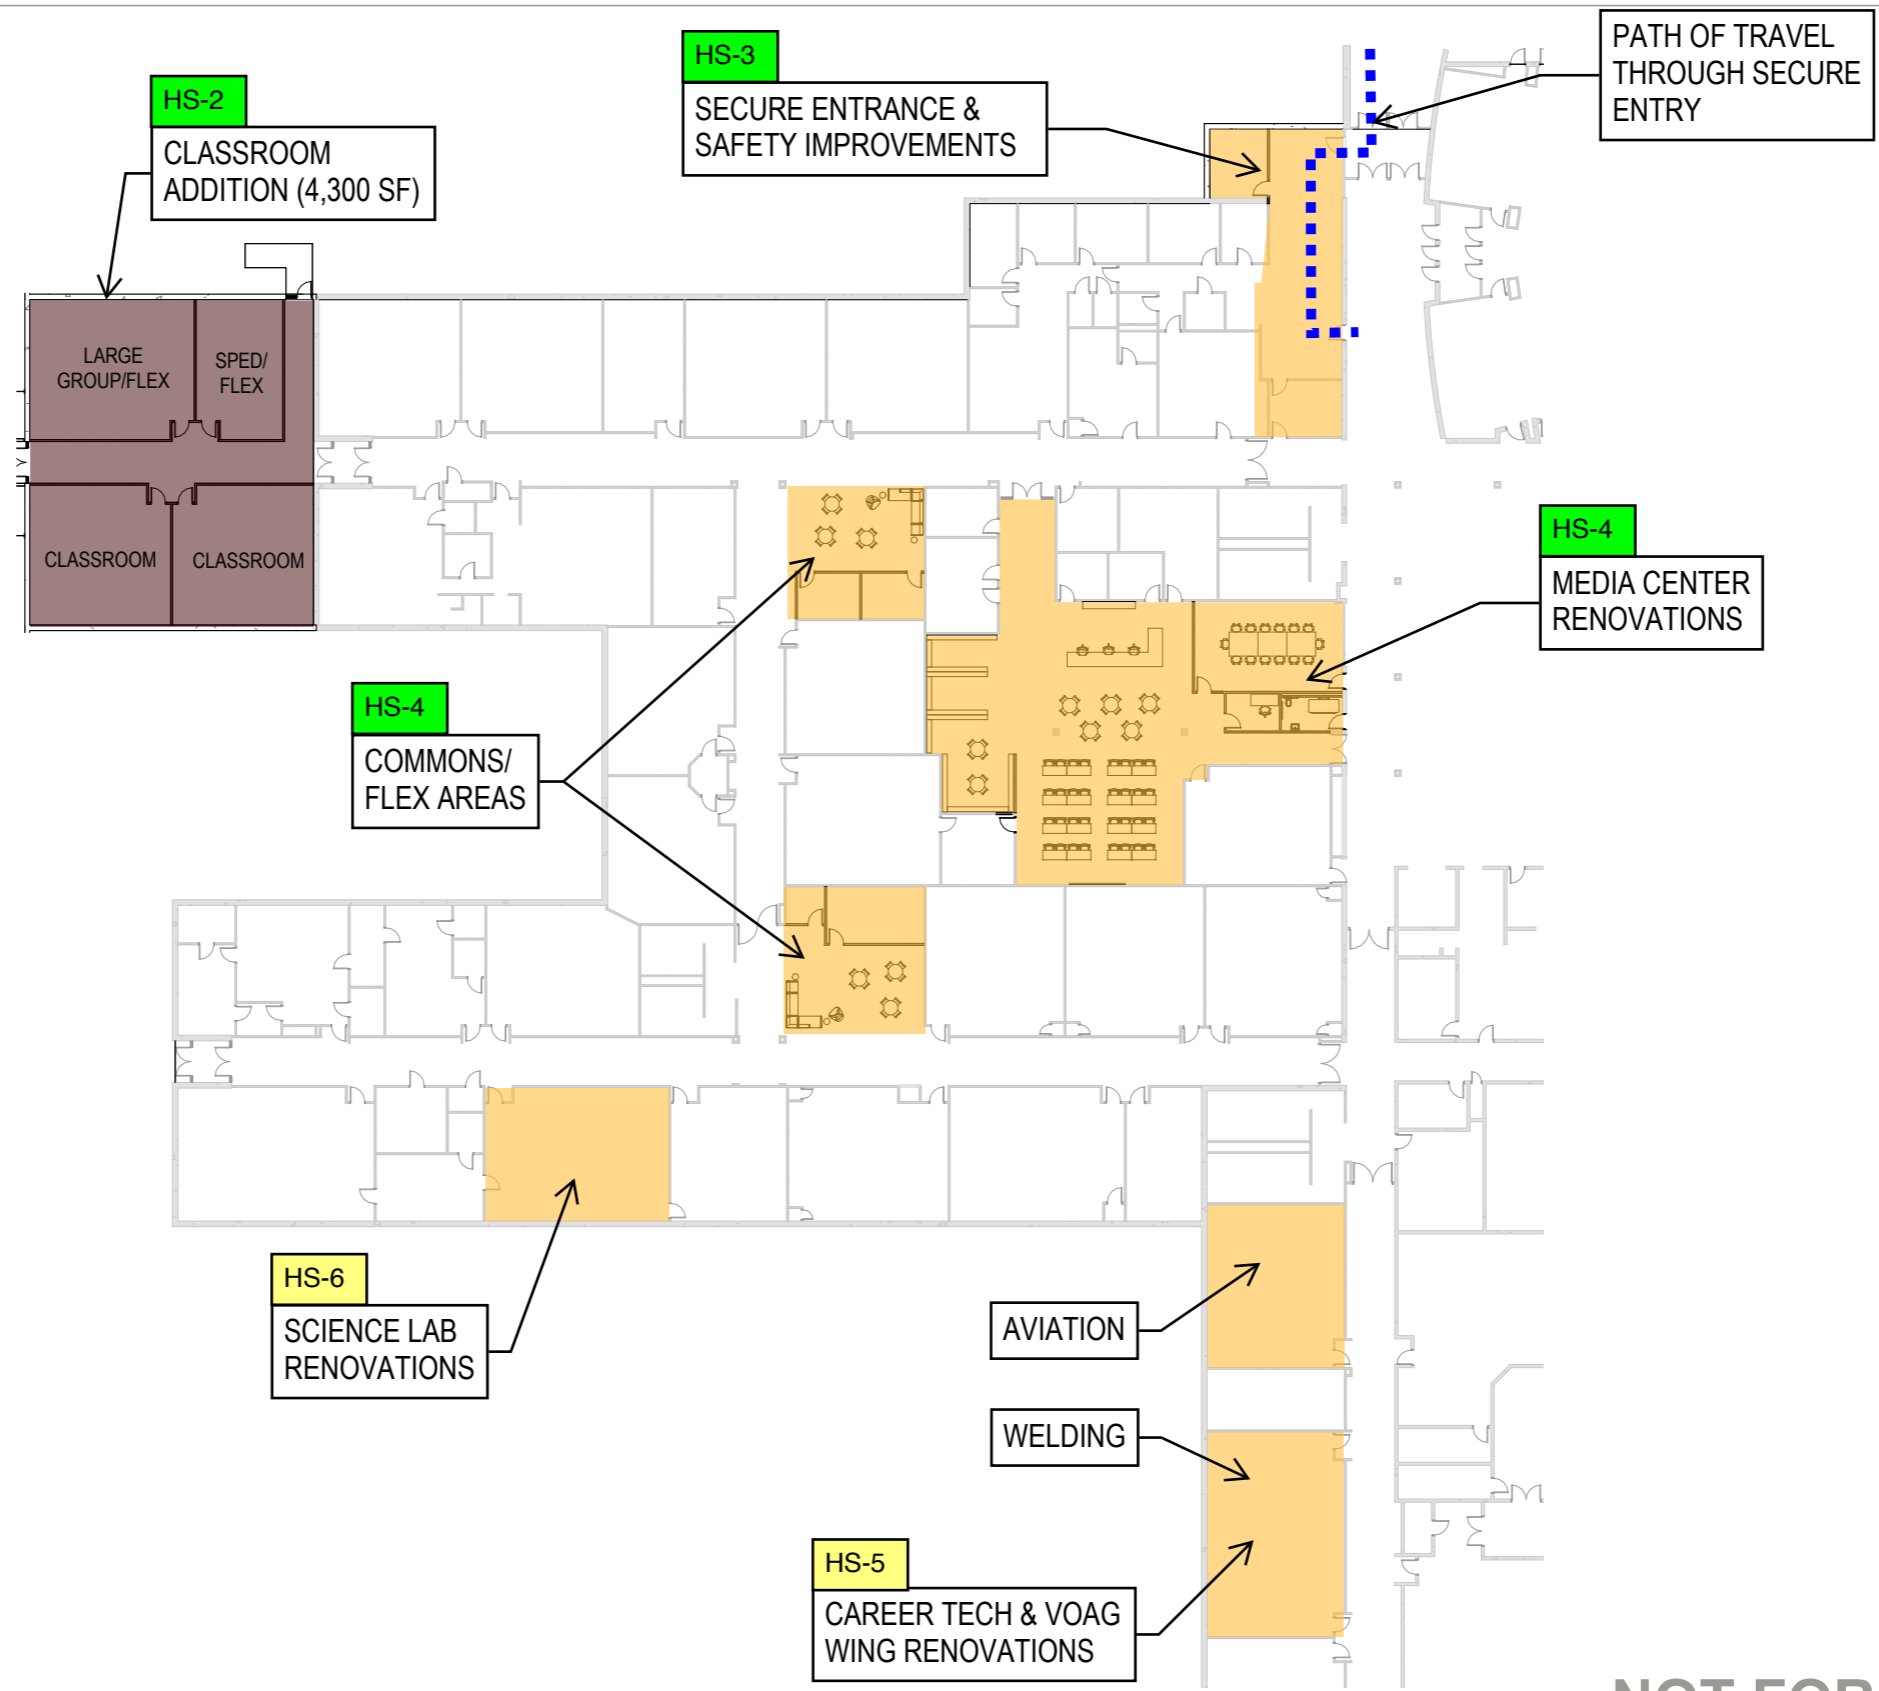 PATH OF TRAVEL
THROUGH SECURE
ENTRY
HS-3
SECURE ENTRANCE &
SAFETY IMPROVEMENTS
HS-2
CLASSROOM
ADDITION (4,300 SF)
LARGE
GROUP/FLEX
SPED/
FLEX
CLASSROOM
CLASSROOM
HS-4
MEDIA CENTER
RENOVATIONS
HS-4
COMMONS/
FLEX AREAS
HS-6
SCIENCE LAB
RENOVATIONS
AVIATION
WELDING
HS-5
CAREER TECH & VOAG
WING RENOVATIONS
NOT FOR